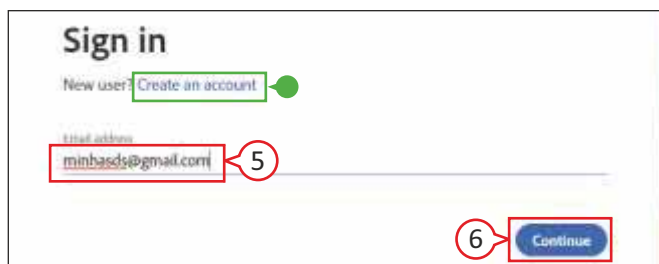 Sign in
New user? Create an account
Email address
minhasds@gmail.com
5
6
Continue